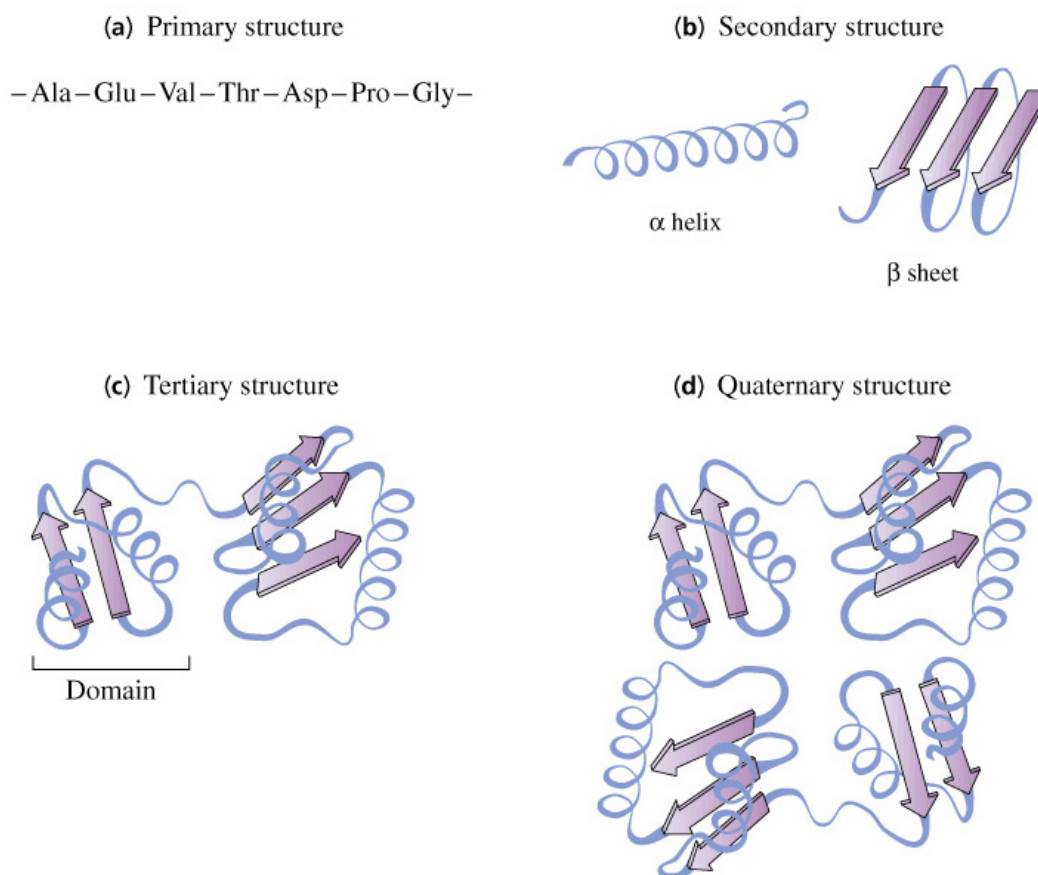 (a) Primary structure
–Ala–Glu–Val–Thr–Asp–Pro–Gly–
(b) Secondary structure
α helix
β sheet
(c) Tertiary structure
Domain
(d) Quaternary structure